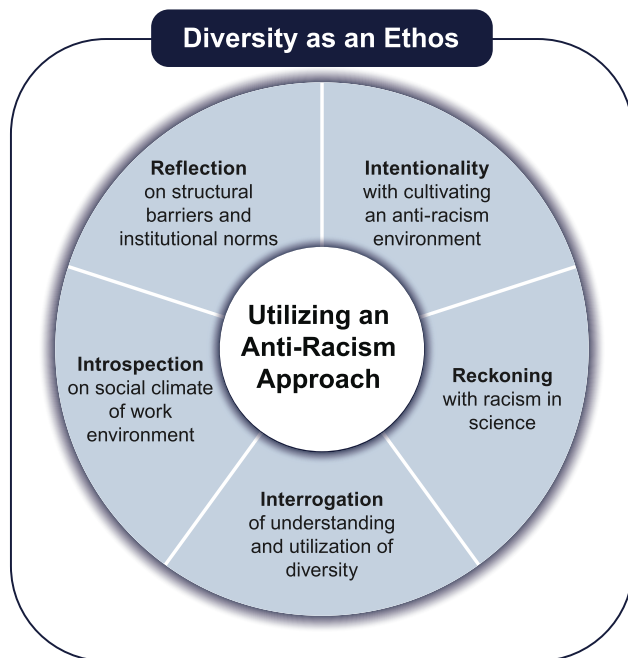 Diversity as an Ethos
Reflection
on structural
barriers and
institutional norms
Intentionality
with cultivating
an anti-racism
environment
Utilizing an
Anti-Racism
Approach
Introspection
on social climate
of work
environment
Reckoning
with racism in
science
Interrogation
of understanding
and utilization of
diversity